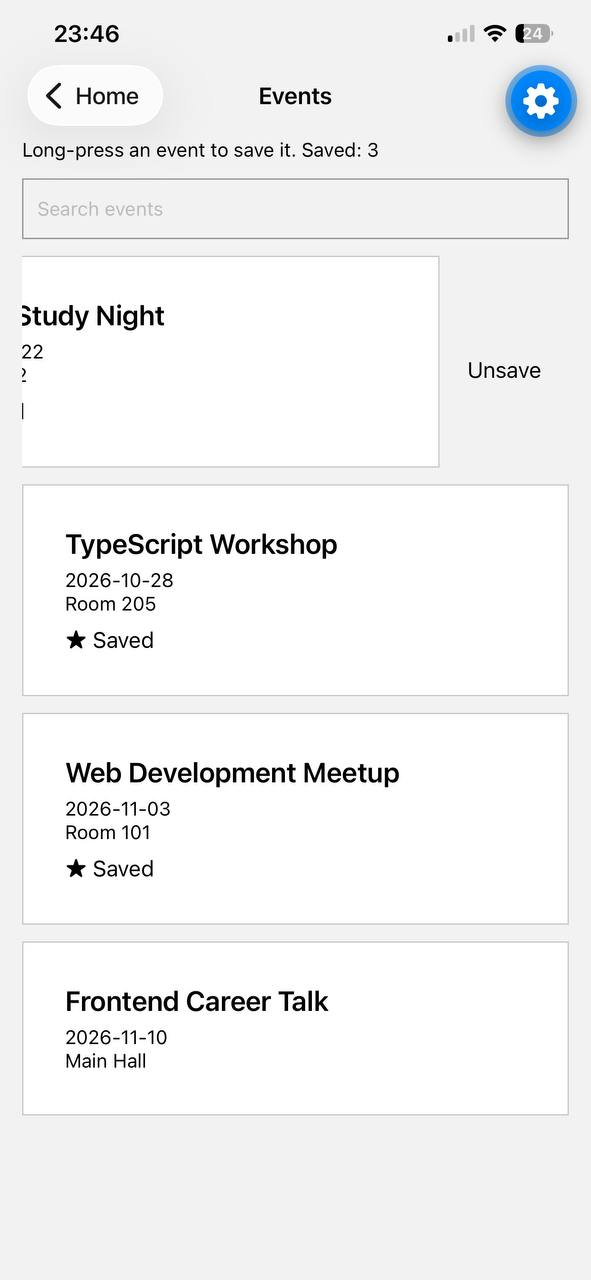 23:46
24
Home
Events
Long-press an event to save it. Saved: 3
Search events
Study Night
22
2
Unsave
TypeScript Workshop
2026-10-28
Room 205
★ Saved
Web Development Meetup
2026-11-03
Room 101
★ Saved
Frontend Career Talk
2026-11-10
Main Hall